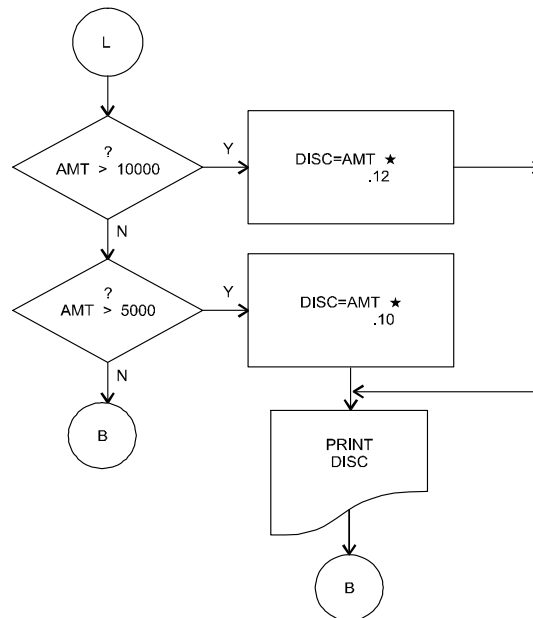 L
?
AMT > 10000
Y
DISC=AMT ★
.12
N
?
AMT > 5000
Y
DISC=AMT ★
.10
N
B
PRINT
DISC
B